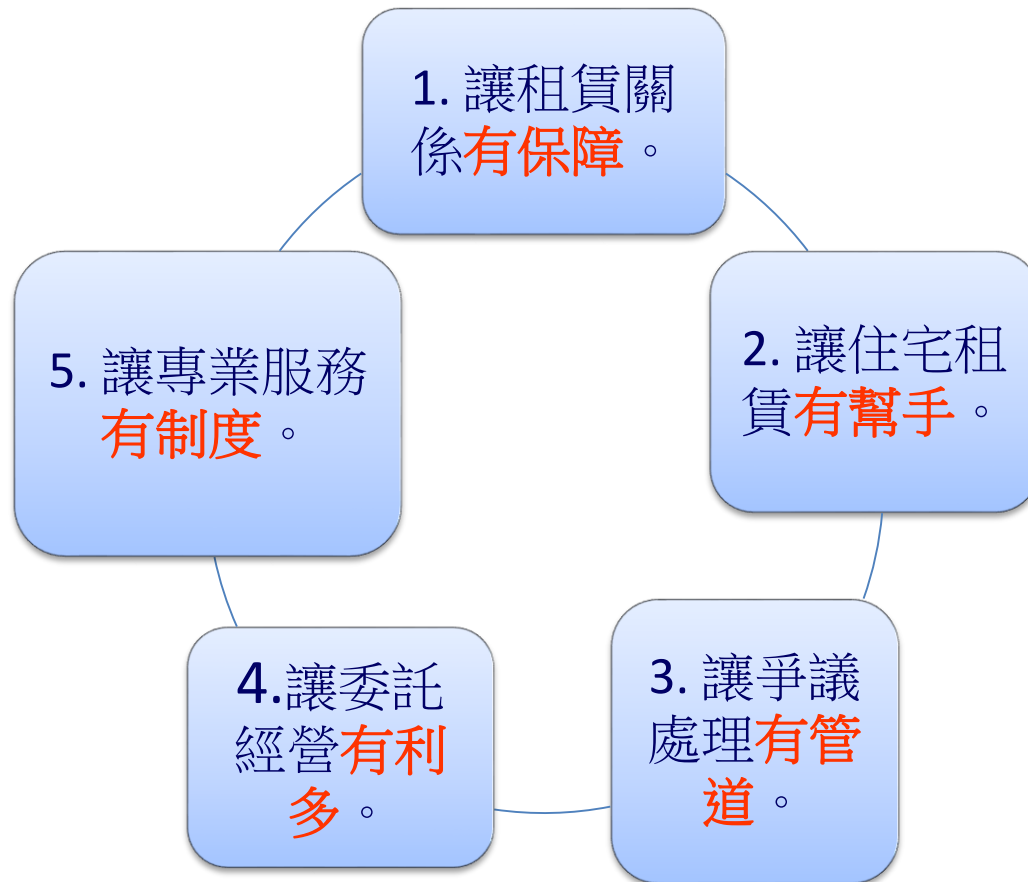 1. 讓租賃關
係有保障。
2. 讓住宅租
賃有幫手。
3. 讓爭議
處理有管
道。
4.讓委託
經營有利
多。
5. 讓專業服務
有制度。